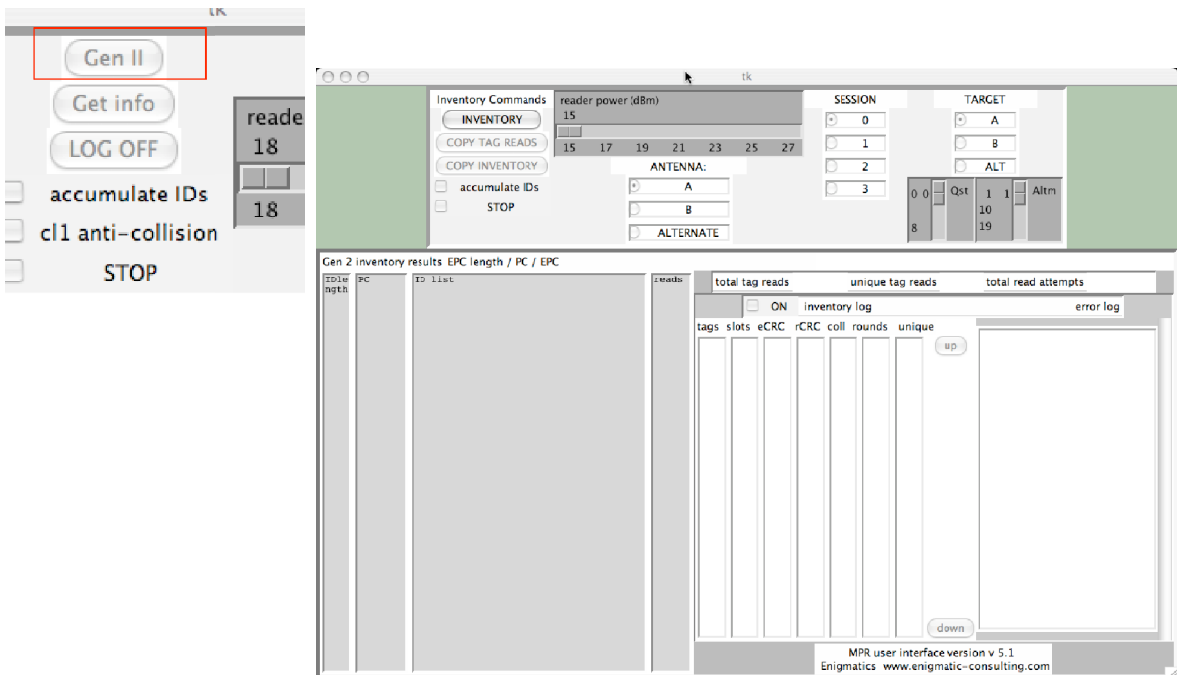 tk
Gen II
Get info
LOG OFF
reade
18
18
accumulate IDs
cl1 anti-collision
STOP
tk
Inventory Commands
INVENTORY
COPY TAG READS
COPY INVENTORY
accumulate IDs
STOP
reader power (dBm)
15
15 17 19 21 23 25 27
ANTENNA:
A
B
ALTERNATE
SESSION
0
1
2
3
TARGET
A
B
ALT
0 0 Qst
8
1 1 Altm
10
19
Gen 2 inventory results EPC length / PC / EPC
IDle
ngth
PC
ID list
reads
total tag reads unique tag reads total read attempts
ON inventory log error log
tags slots eCRC rCRC coll rounds unique
up
down
MPR user interface version v 5.1
Enigmatics www.enigmatic-consulting.com